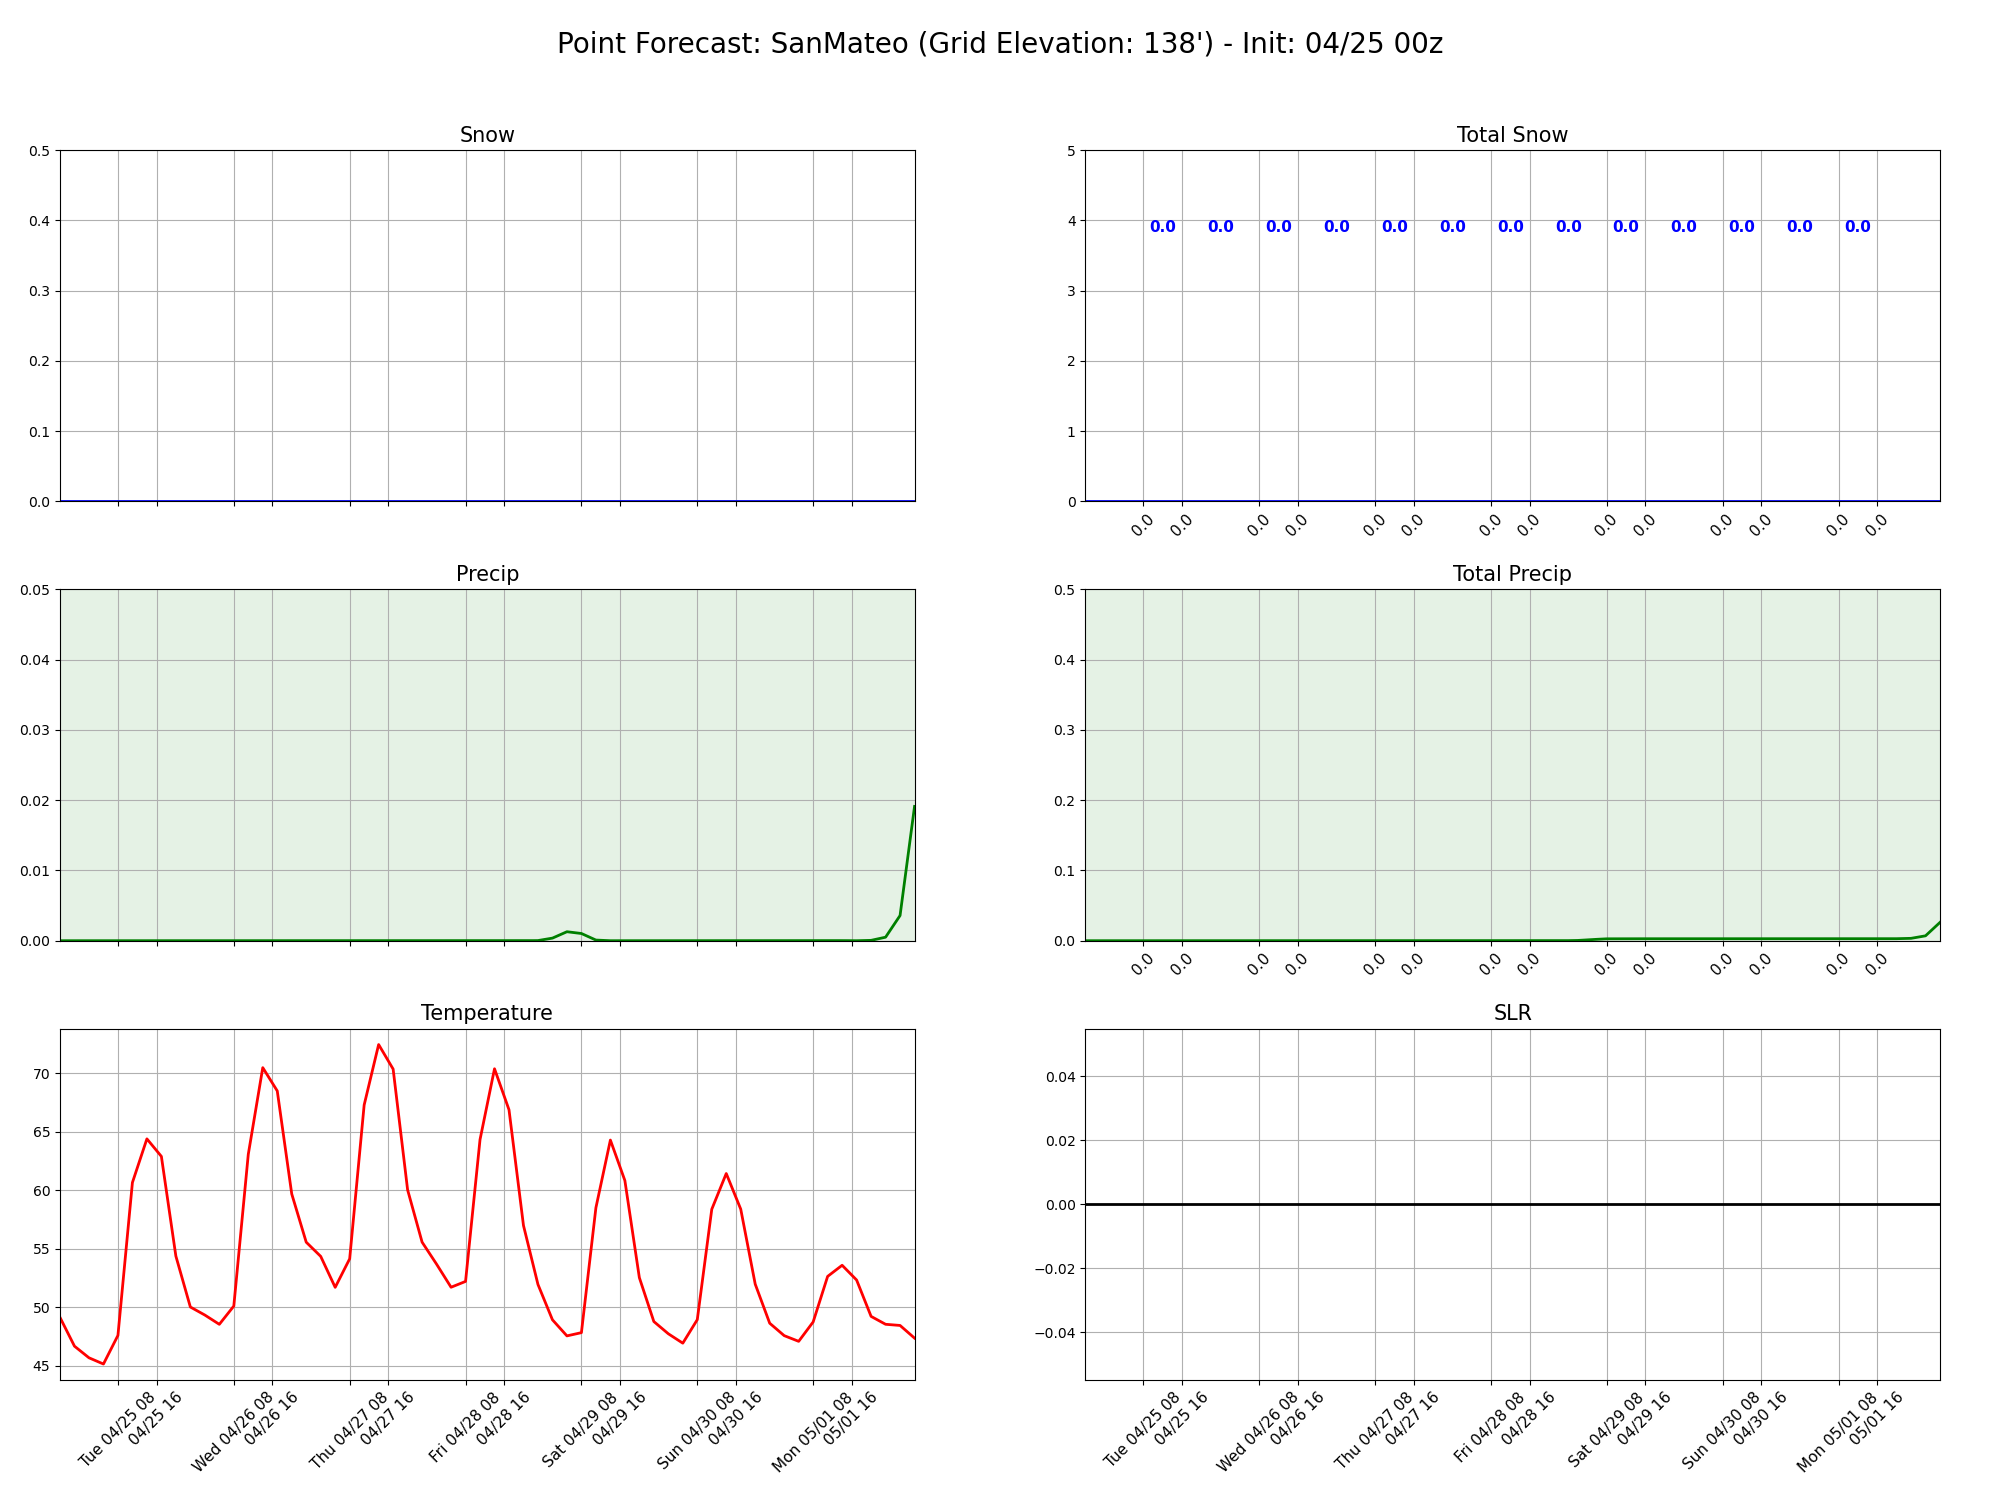 Point Forecast: SanMateo (Grid Elevation: 138') - Init: 04/25 00z
Snow
0.5
0.4
0.3
0.2
0.1
0.0
Total Snow
5
4
3
2
1
0
0.0 0.0 0.0 0.0 0.0 0.0 0.0 0.0 0.0 0.0 0.0 0.0 0.0
0.0 0.0 0.0 0.0 0.0 0.0 0.0 0.0 0.0 0.0 0.0 0.0 0.0 0.0
Precip
0.05
0.04
0.03
0.02
0.01
0.00
Total Precip
0.5
0.4
0.3
0.2
0.1
0.0
0.0 0.0 0.0 0.0 0.0 0.0 0.0 0.0 0.0 0.0 0.0 0.0 0.0 0.0
Temperature
70
65
60
55
50
45
Tue 04/25 08
04/25 16
Wed 04/26 08
04/26 16
Thu 04/27 08
04/27 16
Fri 04/28 08
04/28 16
Sat 04/29 08
04/29 16
Sun 04/30 08
04/30 16
Mon 05/01 08
05/01 16
SLR
0.04
0.02
0.00
−0.02
−0.04
Tue 04/25 08
04/25 16
Wed 04/26 08
04/26 16
Thu 04/27 08
04/27 16
Fri 04/28 08
04/28 16
Sat 04/29 08
04/29 16
Sun 04/30 08
04/30 16
Mon 05/01 08
05/01 16